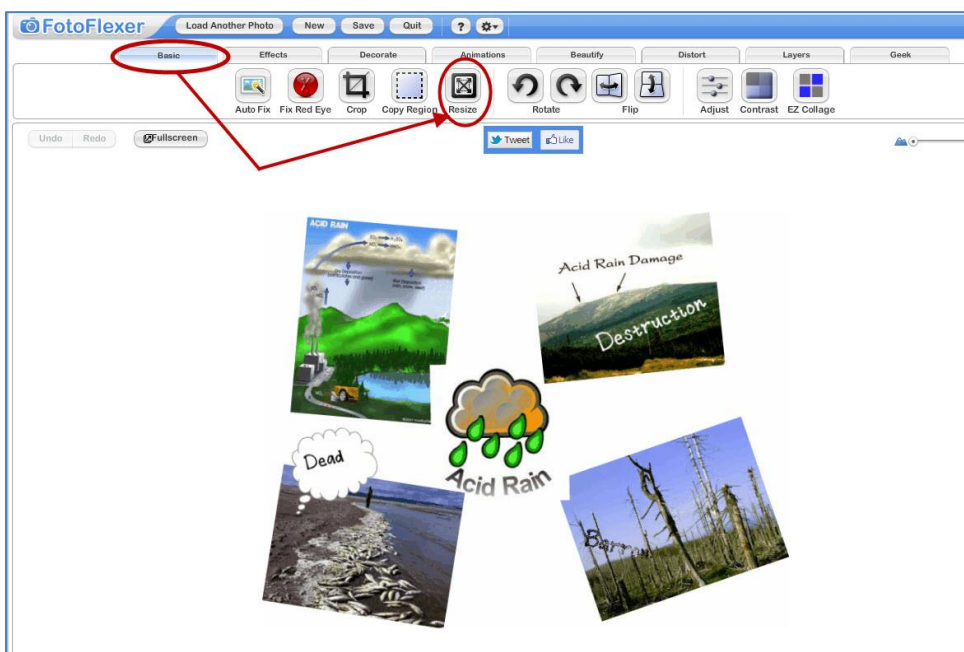 FotoFlexer Load Another Photo New Save Quit ?
Basic Effects Decorate Animations Beautify Distort Layers Geek
Auto Fix Fix Red Eye Crop Copy Region Resize Rotate Flip Adjust Contrast EZ Collage
Undo Redo Fullscreen Tweet Like
ACID RAIN
Acid Rain Damage
Destruction
Dead
Acid Rain